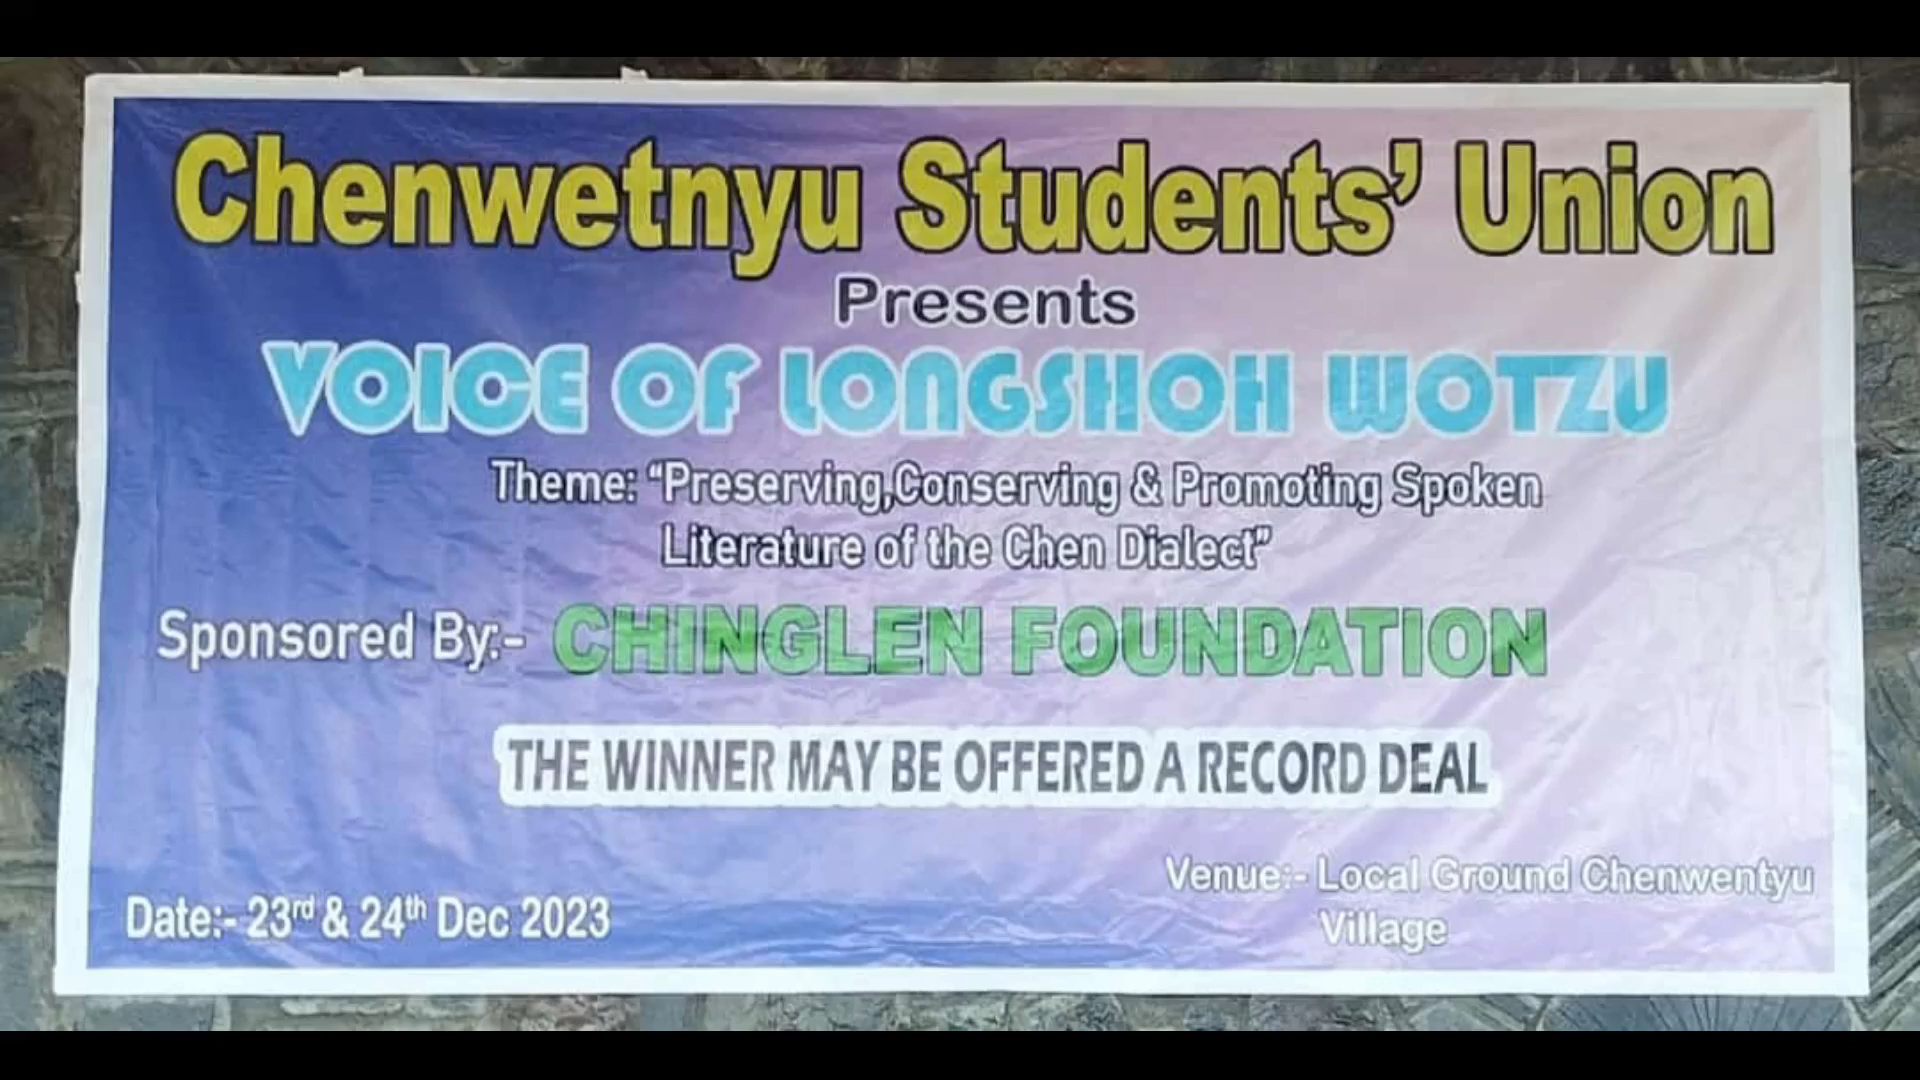 Chenwetnyu Students’ Union
Presents
VOICE OF LONGSHOH WOTZU
Theme: “Preserving,Conserving & Promoting Spoken
Literature of the Chen Dialect”
Sponsored By:- CHINGLEN FOUNDATION
THE WINNER MAY BE OFFERED A RECORD DEAL
Date:- 23rd & 24th Dec 2023
Venue:- Local Ground Chenwentyu
Village